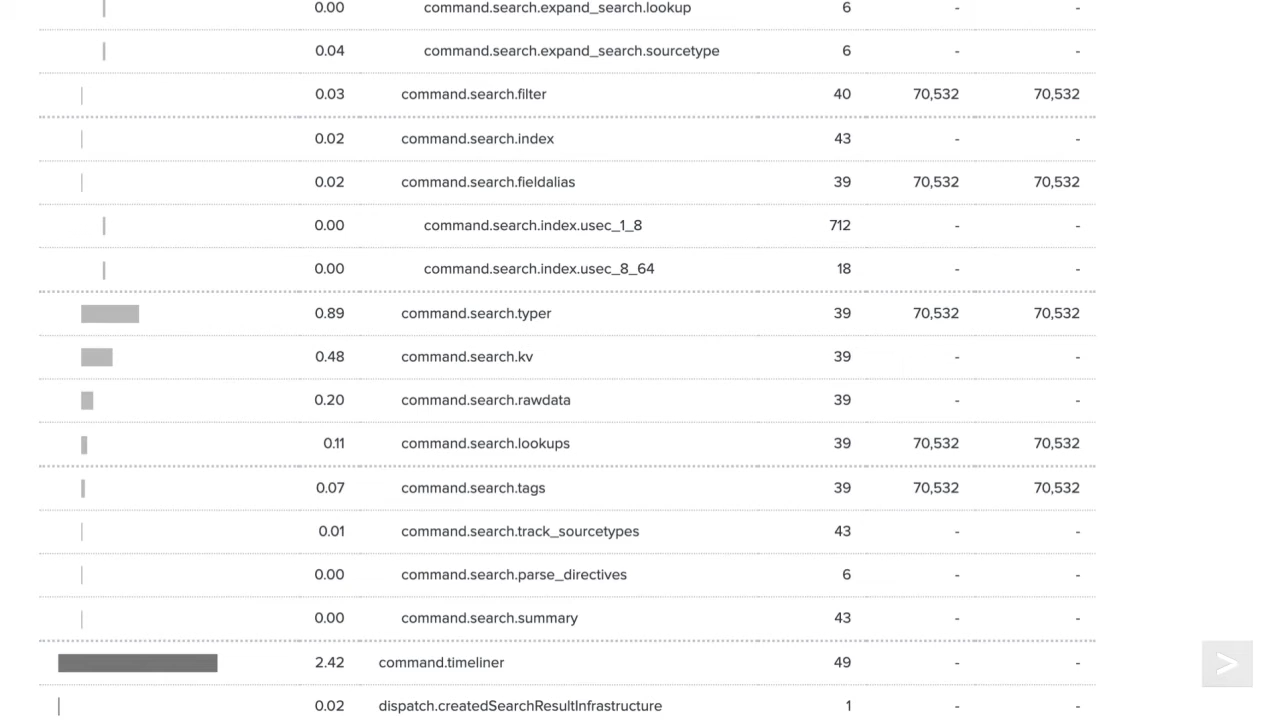 0.00 command.search.expand_search.lookup 6 - -
0.04 command.search.expand_search.sourcetype 6 - -
0.03 command.search.filter 40 70,532 70,532
0.02 command.search.index 43 - -
0.02 command.search.fieldalias 39 70,532 70,532
0.00 command.search.index.usec_1_8 712 - -
0.00 command.search.index.usec_8_64 18 - -
0.89 command.search.typer 39 70,532 70,532
0.48 command.search.kv 39 - -
0.20 command.search.rawdata 39 - -
0.11 command.search.lookups 39 70,532 70,532
0.07 command.search.tags 39 70,532 70,532
0.01 command.search.track_sourcetypes 43 - -
0.00 command.search.parse_directives 6 - -
0.00 command.search.summary 43 - -
2.42 command.timeliner 49 - -
0.02 dispatch.createdSearchResultInfrastructure 1 - -
>